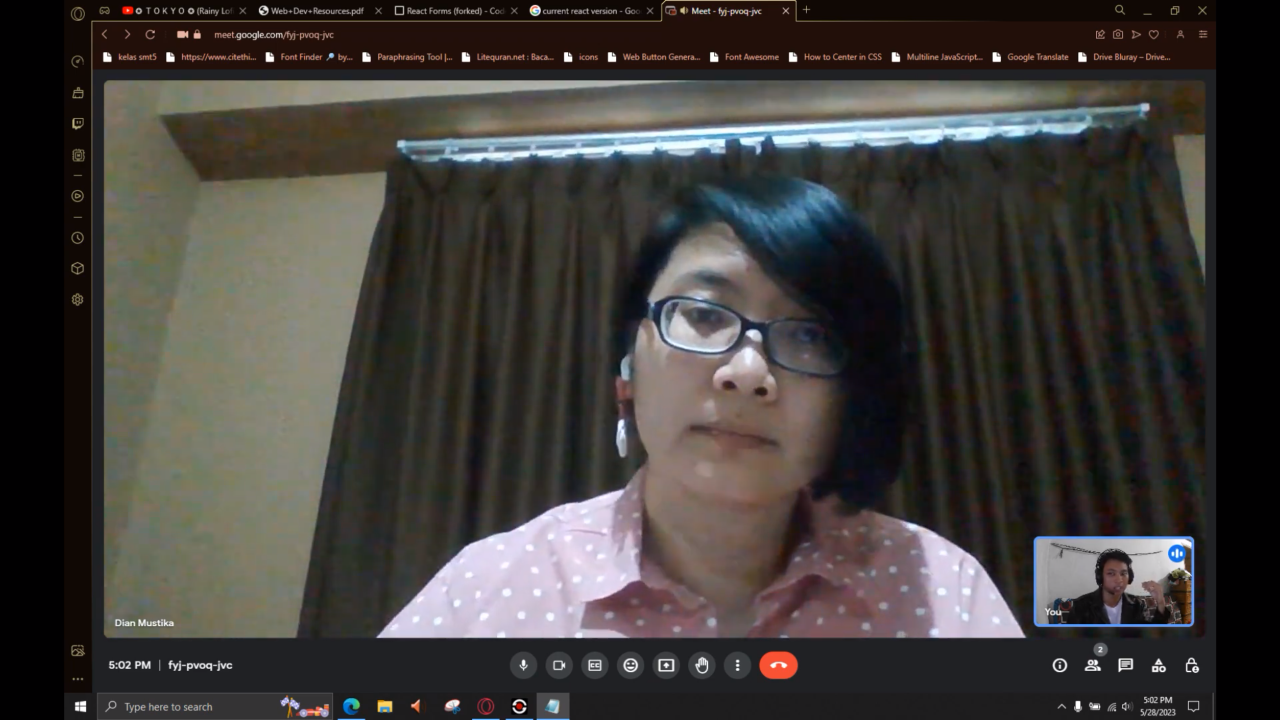 T O K Y O (Rainy Lof
Web+Dev+Resources.pdf
React Forms (forked) - Cod
current react version - Goo
Meet - fyj-pvoq-jvc
meet.google.com/fyj-pvoq-jvc
kelas smt5
https://www.citethi...
Font Finder 🔎 by...
Paraphrasing Tool |...
Litequran.net : Baca...
icons
Web Button Genera...
Font Awesome
How to Center in CSS
Multiline JavaScript...
Google Translate
Drive Bluray – Drive...
You
Dian Mustika
5:02 PM | fyj-pvoq-jvc
CC
2
Type here to search
5:02 PM
5/28/2023